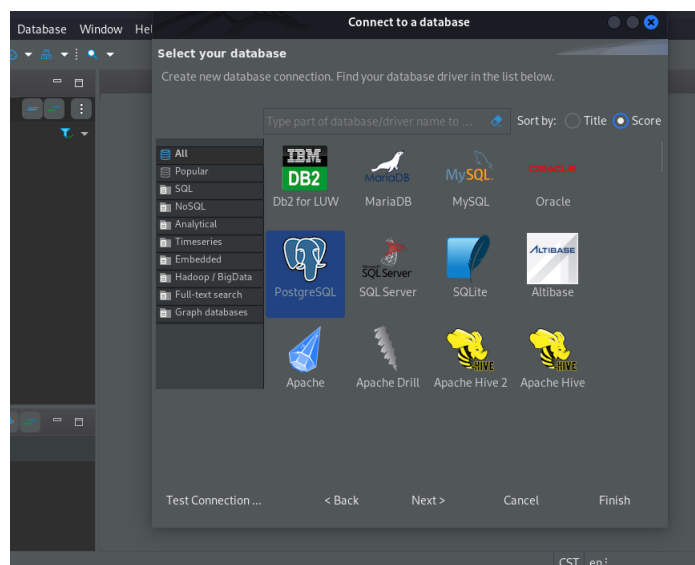 Database Window Hel
Connect to a database
Select your database
Create new database connection. Find your database driver in the list below.
Type part of database/driver name to ...
Sort by: Title Score
All
Popular
SQL
NoSQL
Analytical
Timeseries
Embedded
Hadoop / BigData
Full-text search
Graph databases
IBM
DB2
MariaDB
MySQL
ORACLE
Db2 for LUW MariaDB MySQL Oracle
SQL Server
ALTIBASE
PostgreSQL SQL Server SQLite Altibase
HIVE
HIVE
Apache Apache Drill Apache Hive 2 Apache Hive
Test Connection ... < Back Next > Cancel Finish
CST en